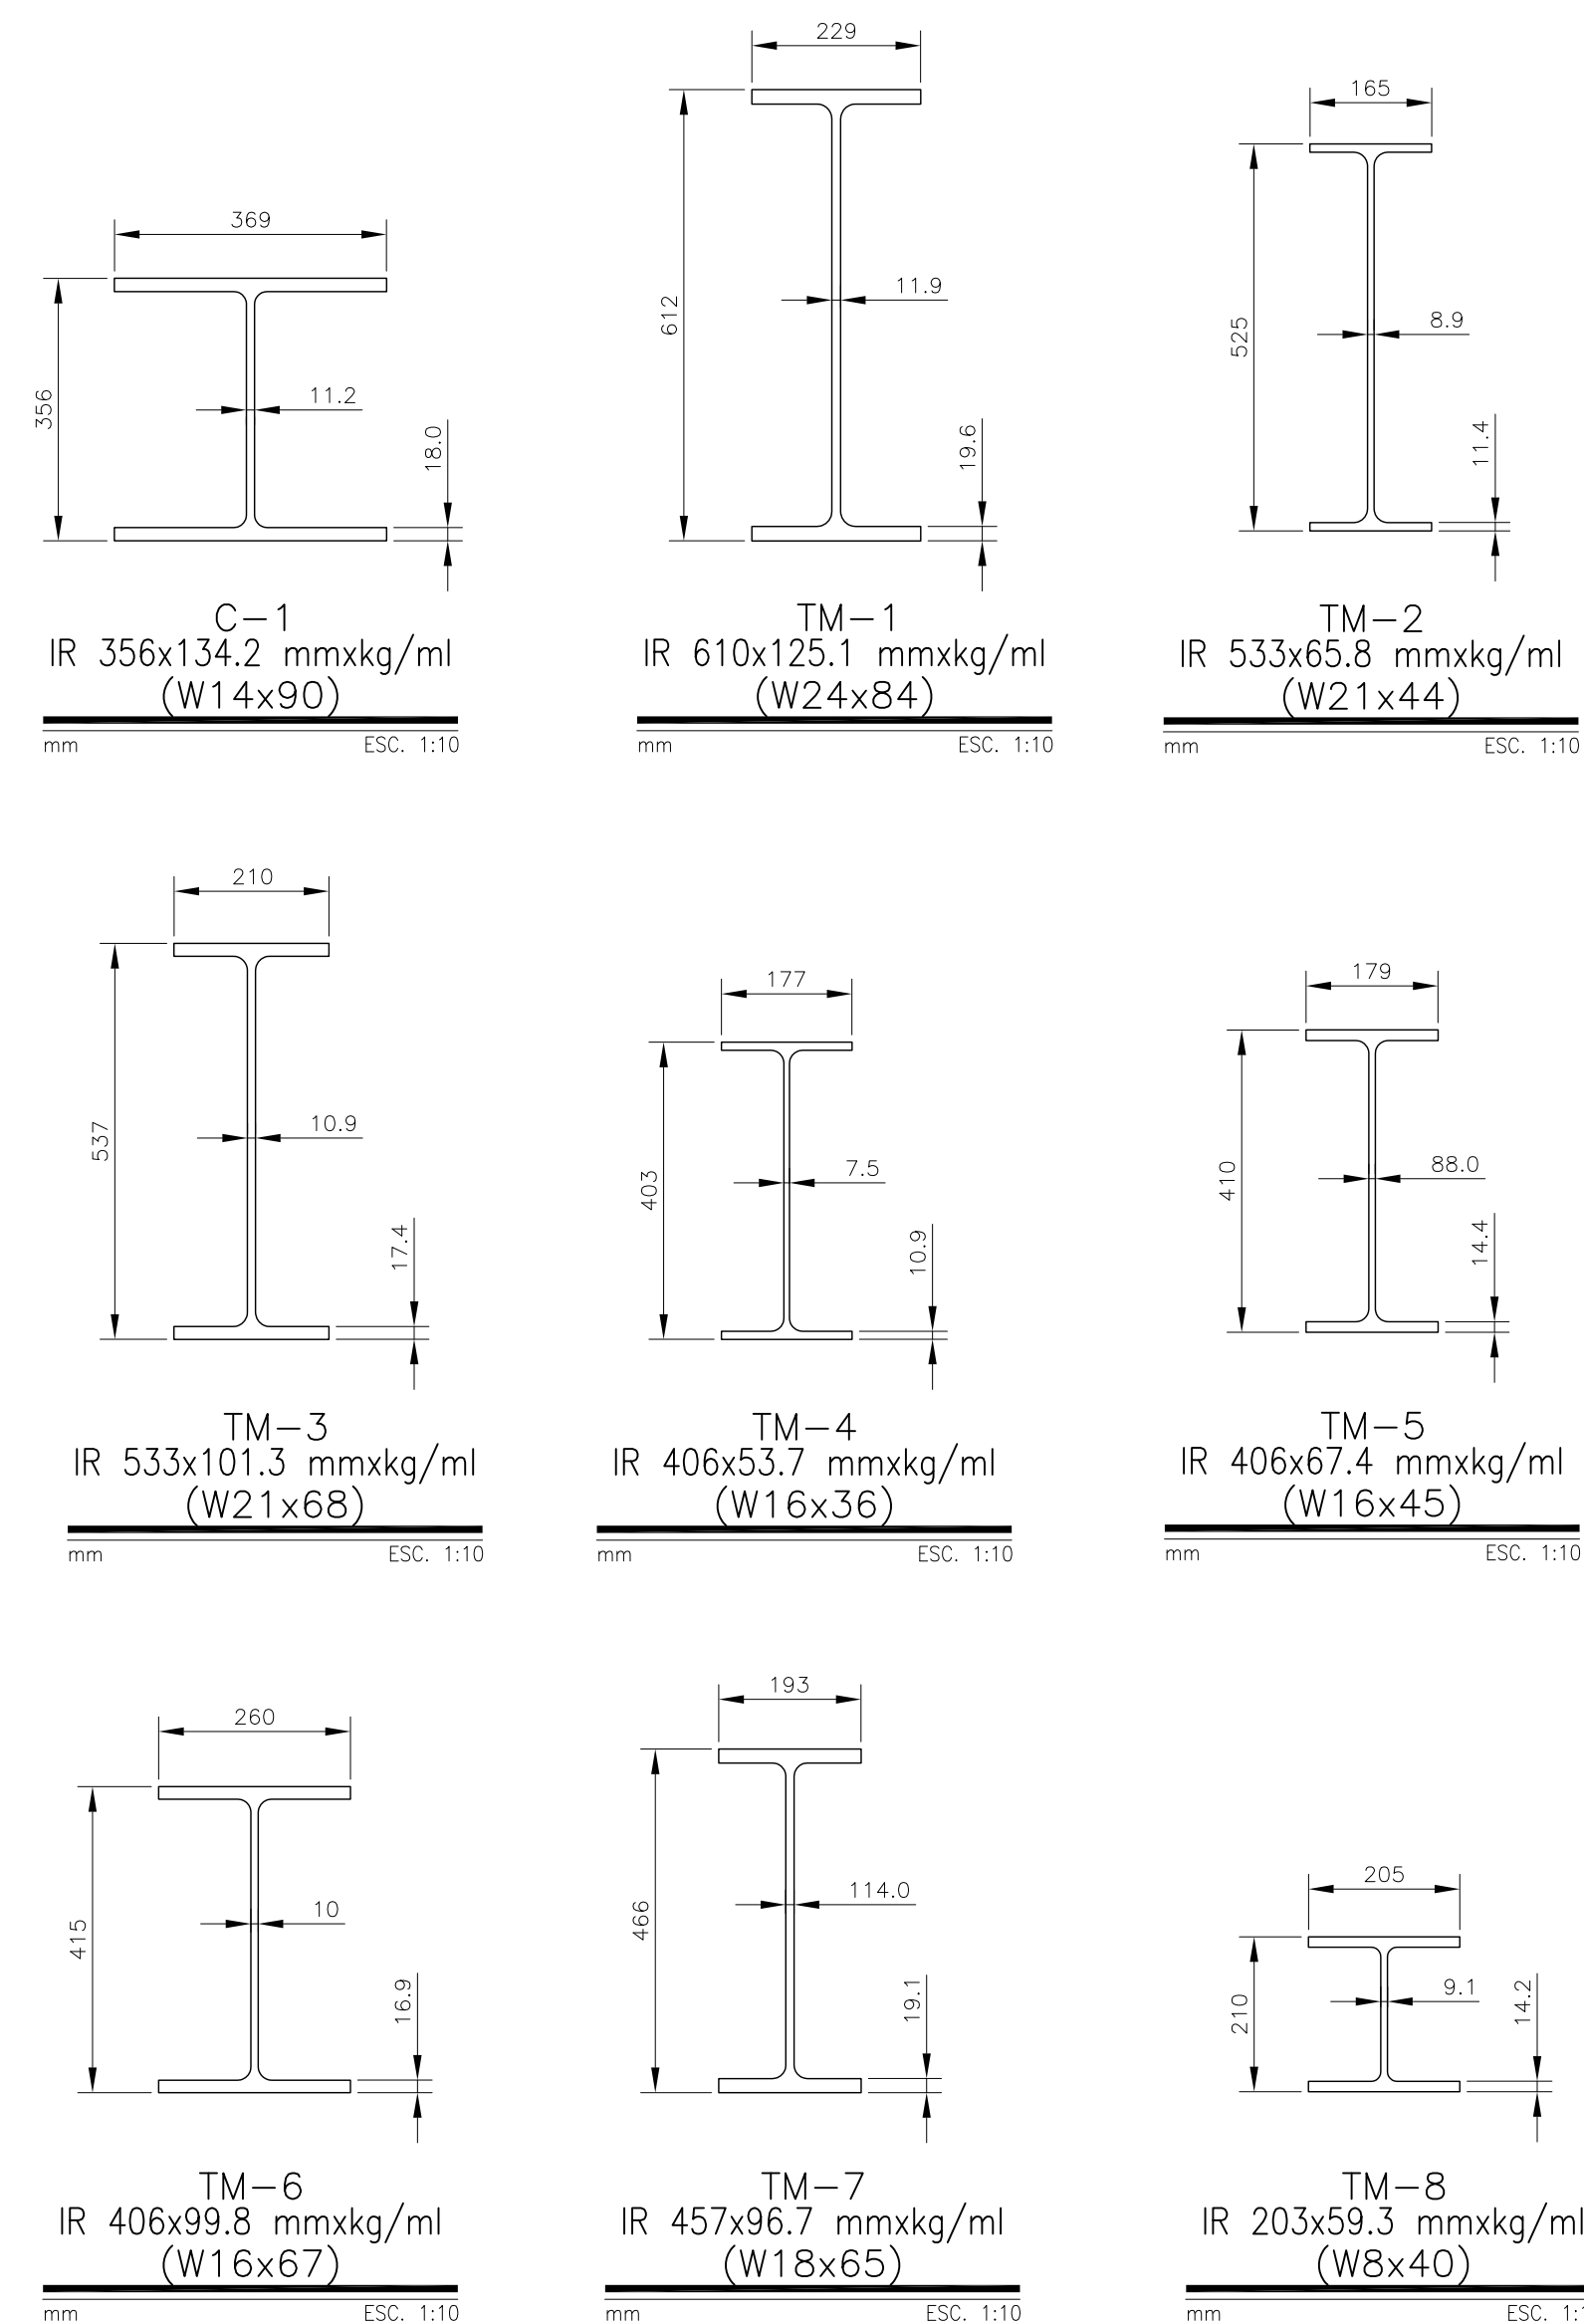 229
165
369
612
525
11.9
8.9
356
11.2
18.0
19.6
11.4
C-1
IR 356x134.2 mmxkg/ml
(W14x90)
mm ESC. 1:10
TM-1
IR 610x125.1 mmxkg/ml
(W24x84)
mm ESC. 1:10
TM-2
IR 533x65.8 mmxkg/ml
(W21x44)
mm ESC. 1:10
210
177
179
537
10.9
403
7.5
410
88.0
17.4
10.9
14.4
TM-3
IR 533x101.3 mmxkg/ml
(W21x68)
mm ESC. 1:10
TM-4
IR 406x53.7 mmxkg/ml
(W16x36)
mm ESC. 1:10
TM-5
IR 406x67.4 mmxkg/ml
(W16x45)
mm ESC. 1:10
260
193
205
415
10
466
114.0
210
9.1
16.9
19.1
14.2
TM-6
IR 406x99.8 mmxkg/ml
(W16x67)
mm ESC. 1:10
TM-7
IR 457x96.7 mmxkg/ml
(W18x65)
mm ESC. 1:10
TM-8
IR 203x59.3 mmxkg/ml
(W8x40)
mm ESC.